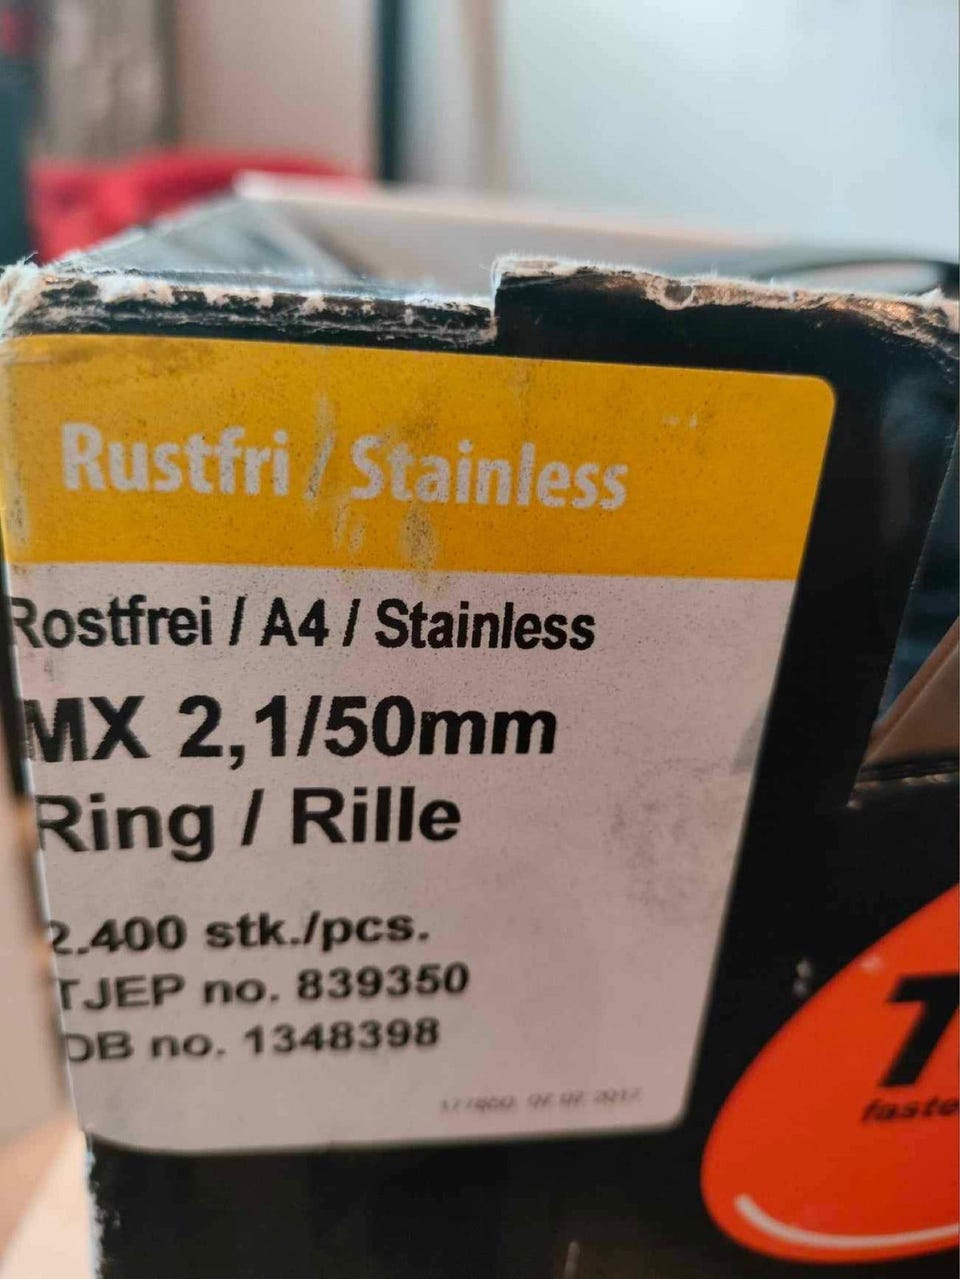 Rustfri / Stainless
Rostfrei / A4 / Stainless
MX 2,1/50mm
Ring / Rille
2.400 stk./pcs.
TJEP no. 839350
DB no. 1348398
T
faste